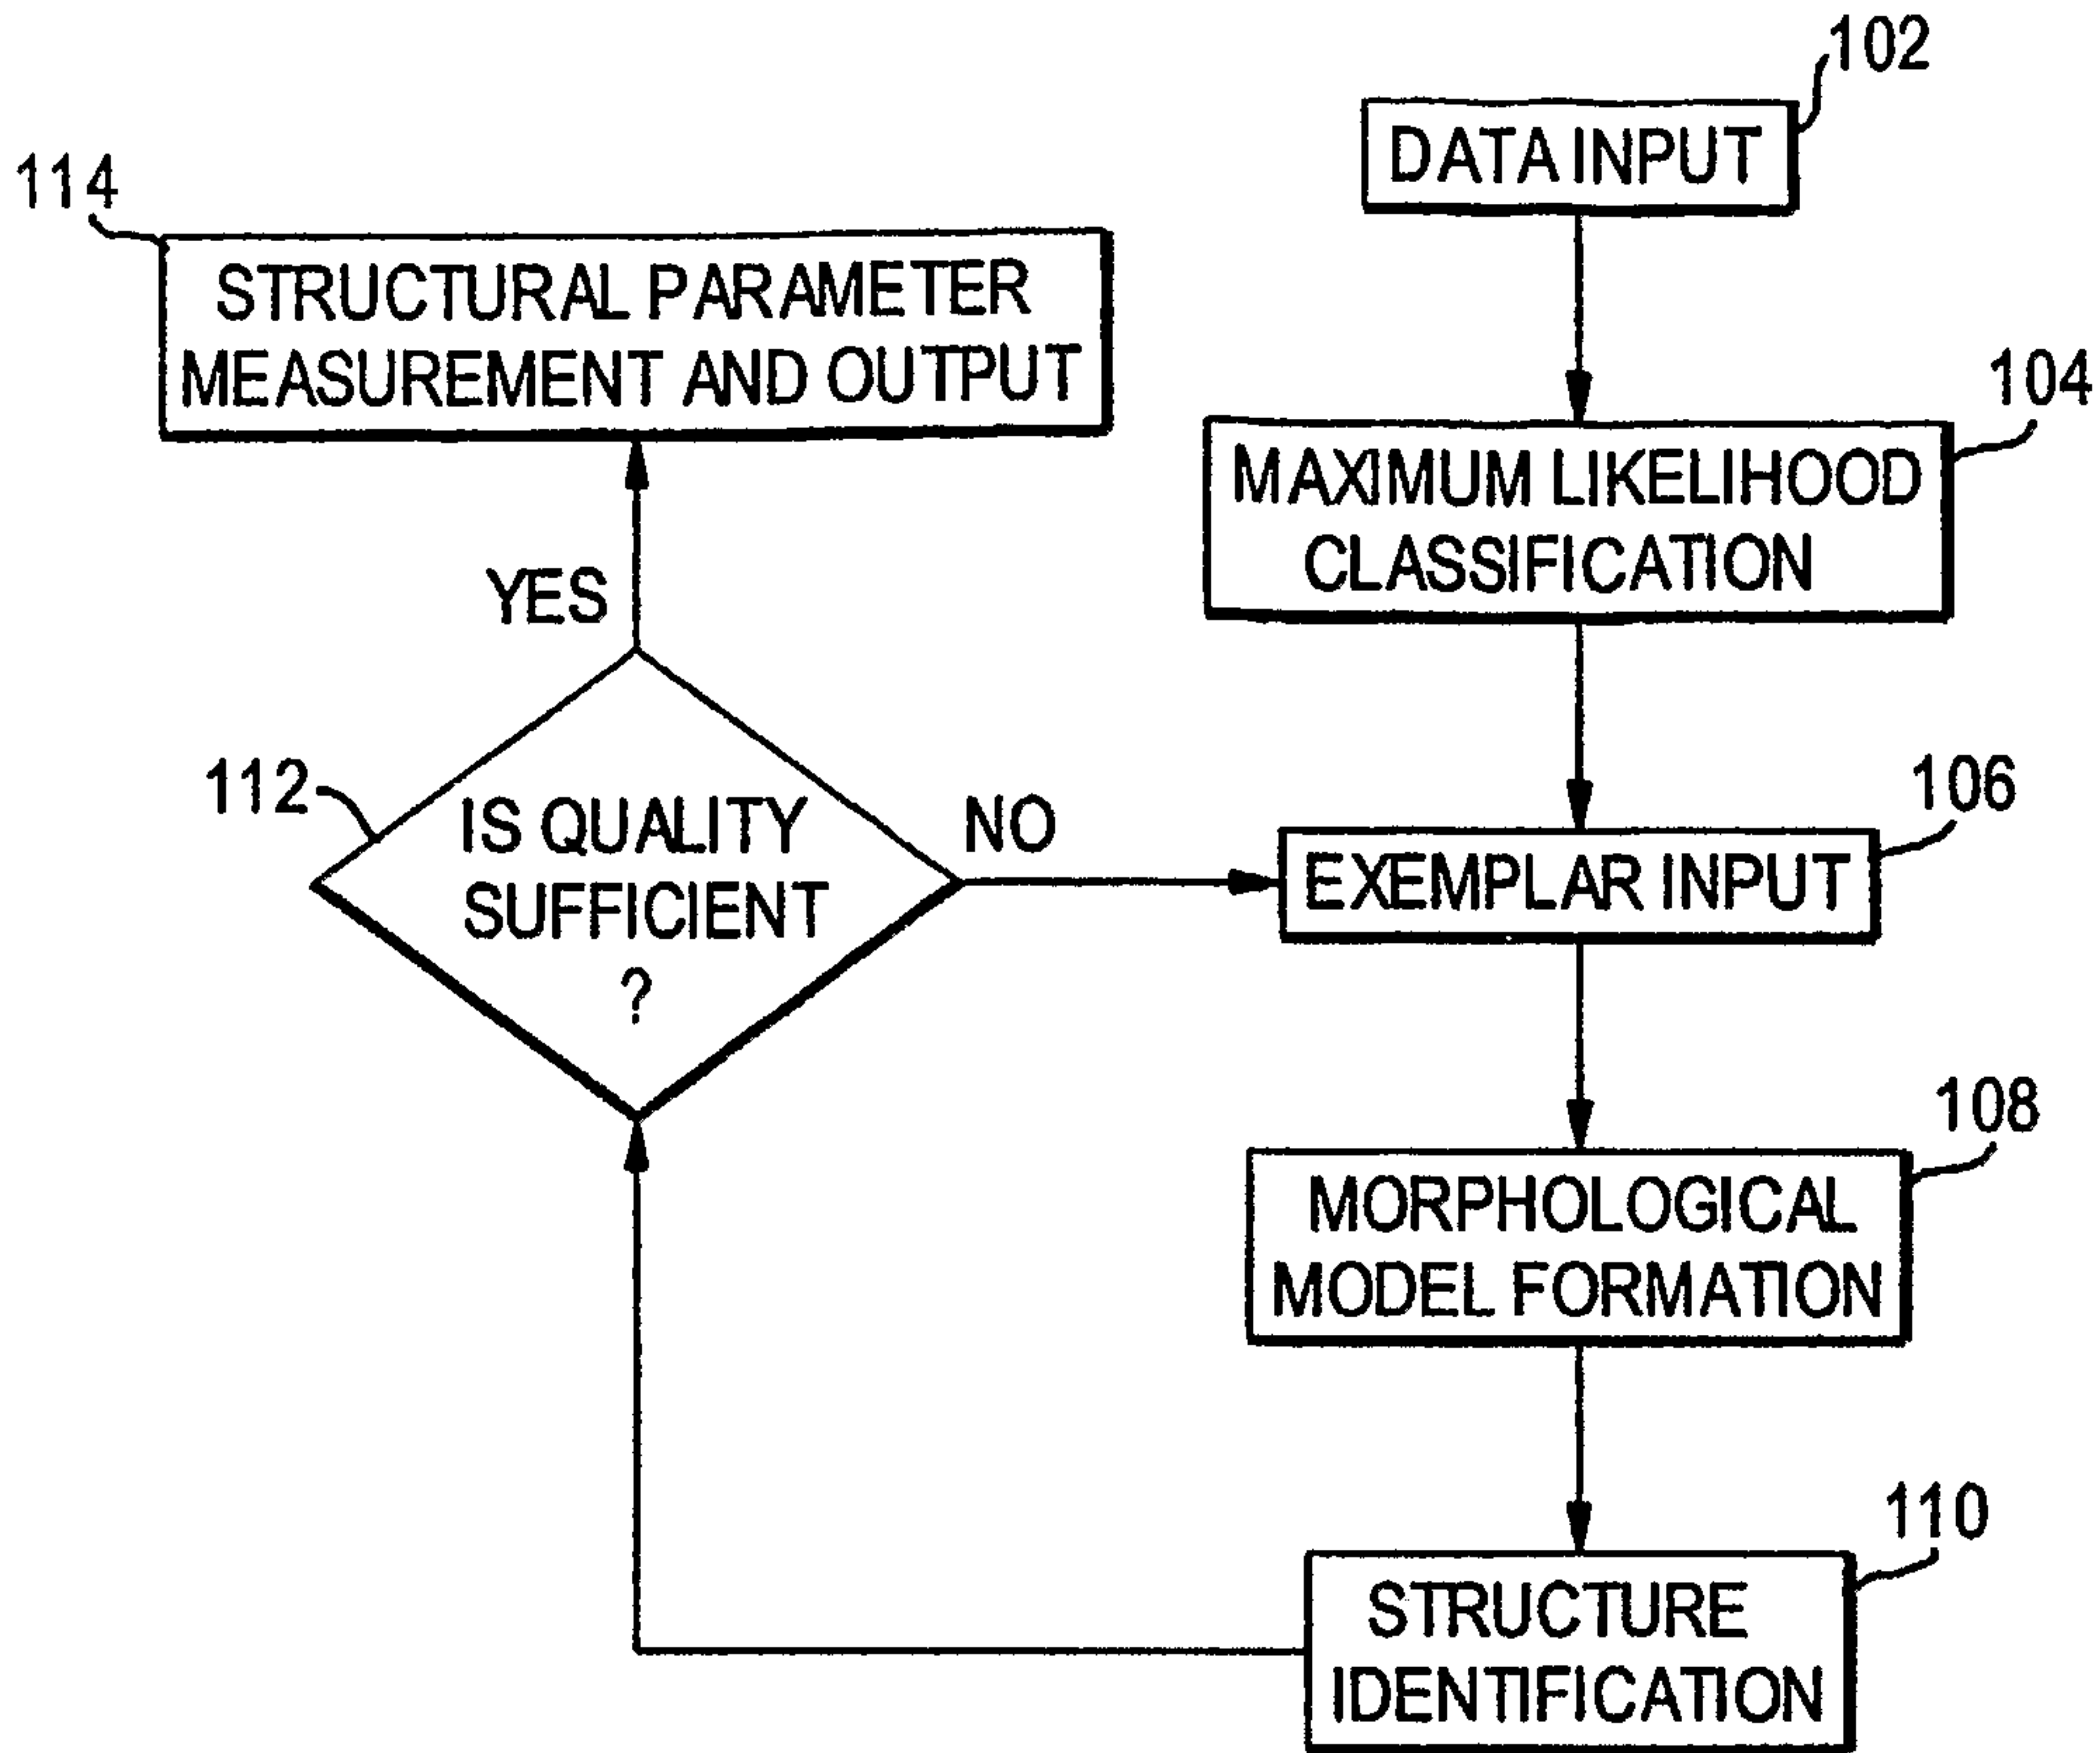 102
DATA INPUT
114
STRUCTURAL PARAMETER
MEASUREMENT AND OUTPUT
104
MAXIMUM LIKELIHOOD
CLASSIFICATION
YES
112
IS QUALITY
SUFFICIENT
?
NO
106
EXEMPLAR INPUT
108
MORPHOLOGICAL
MODEL FORMATION
110
STRUCTURE
IDENTIFICATION